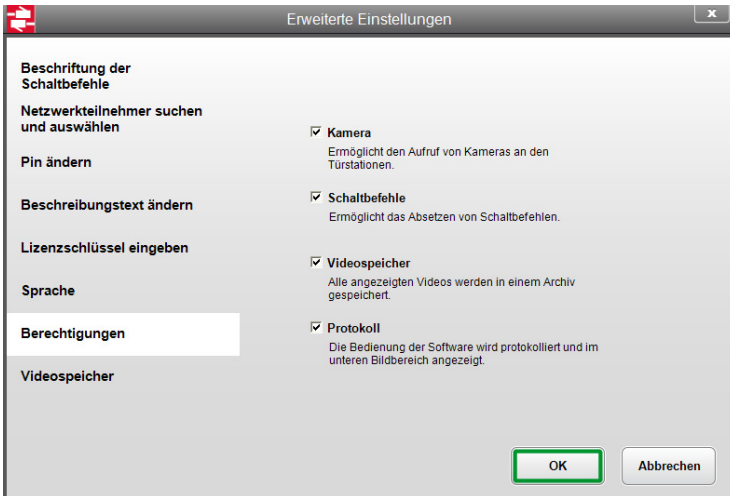 Erweiterte Einstellungen
x
Beschriftung der
Schaltbefehle
Netzwerkteilnehmer suchen
und auswählen
Pin ändern
Beschreibungstext ändern
Lizenzschlüssel eingeben
Sprache
Berechtigungen
Videospeicher
Kamera
Ermöglicht den Aufruf von Kameras an den
Türstationen.
Schaltbefehle
Ermöglicht das Absetzen von Schaltbefehlen.
Videospeicher
Alle angezeigten Videos werden in einem Archiv
gespeichert.
Protokoll
Die Bedienung der Software wird protokolliert und im
unteren Bildbereich angezeigt.
OK
Abbrechen